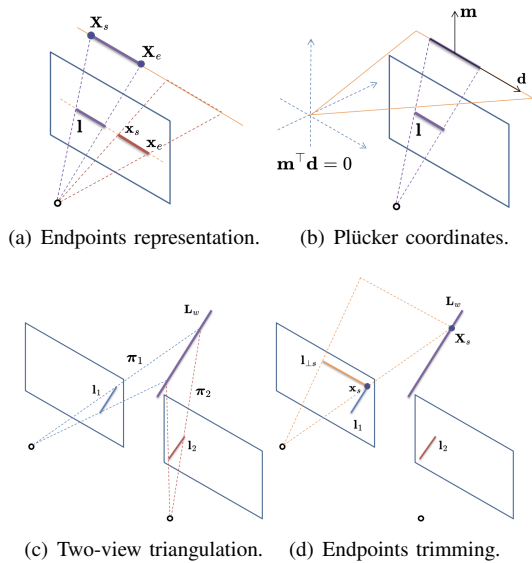 X_s
X_e
l
x_s
x_e
m
d
l
m^⊤d = 0
(a) Endpoints representation.
(b) Plücker coordinates.
L_w
π_1
l_1
π_2
l_2
L_w
X_s
l_⊥s
x_s
l_1
l_2
(c) Two-view triangulation.
(d) Endpoints trimming.